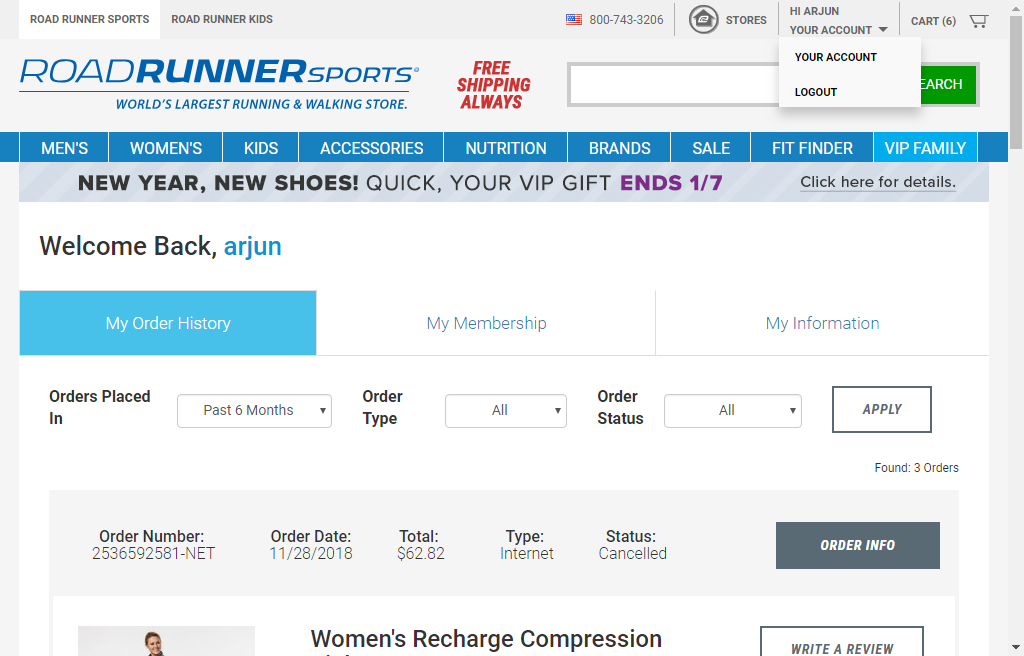 ROAD RUNNER SPORTS
ROAD RUNNER KIDS
800-743-3206
STORES
HI ARJUN
YOUR ACCOUNT
CART (6)
YOUR ACCOUNT
LOGOUT
ROADRUNNERSPORTS
WORLD'S LARGEST RUNNING & WALKING STORE.
FREE
SHIPPING
ALWAYS
EARCH
MEN'S
WOMEN'S
KIDS
ACCESSORIES
NUTRITION
BRANDS
SALE
FIT FINDER
VIP FAMILY
NEW YEAR, NEW SHOES! QUICK, YOUR VIP GIFT ENDS 1/7
Click here for details.
Welcome Back, arjun
My Order History
My Membership
My Information
Orders Placed
In
Past 6 Months
Order
Type
All
Order
Status
All
APPLY
Found: 3 Orders
Order Number:
2536592581-NET
Order Date:
11/28/2018
Total:
$62.82
Type:
Internet
Status:
Cancelled
ORDER INFO
Women's Recharge Compression
WRITE A REVIEW